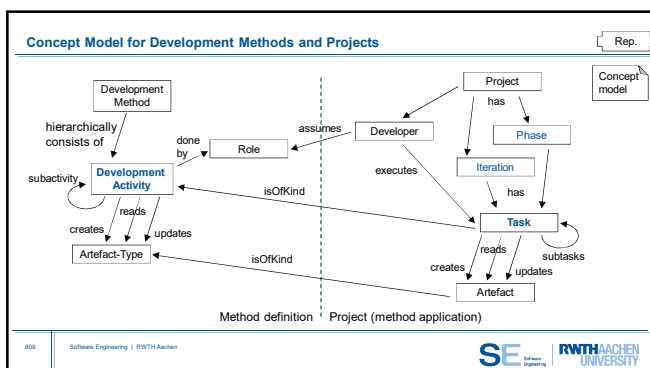 Concept Model for Development Methods and Projects
Rep.
Concept
model
Development
Method
hierarchically
consists of
done
by
Role
assumes
Developer
Project
has
Phase
Iteration
has
executes
subactivity
Development
Activity
isOfKind
Task
subtasks
creates
reads
updates
Artefact-Type
isOfKind
creates
reads
updates
Artefact
Method definition
Project (method application)
809
Software Engineering | RWTH Aachen
SE Software
Engineering
RWTH AACHEN
UNIVERSITY